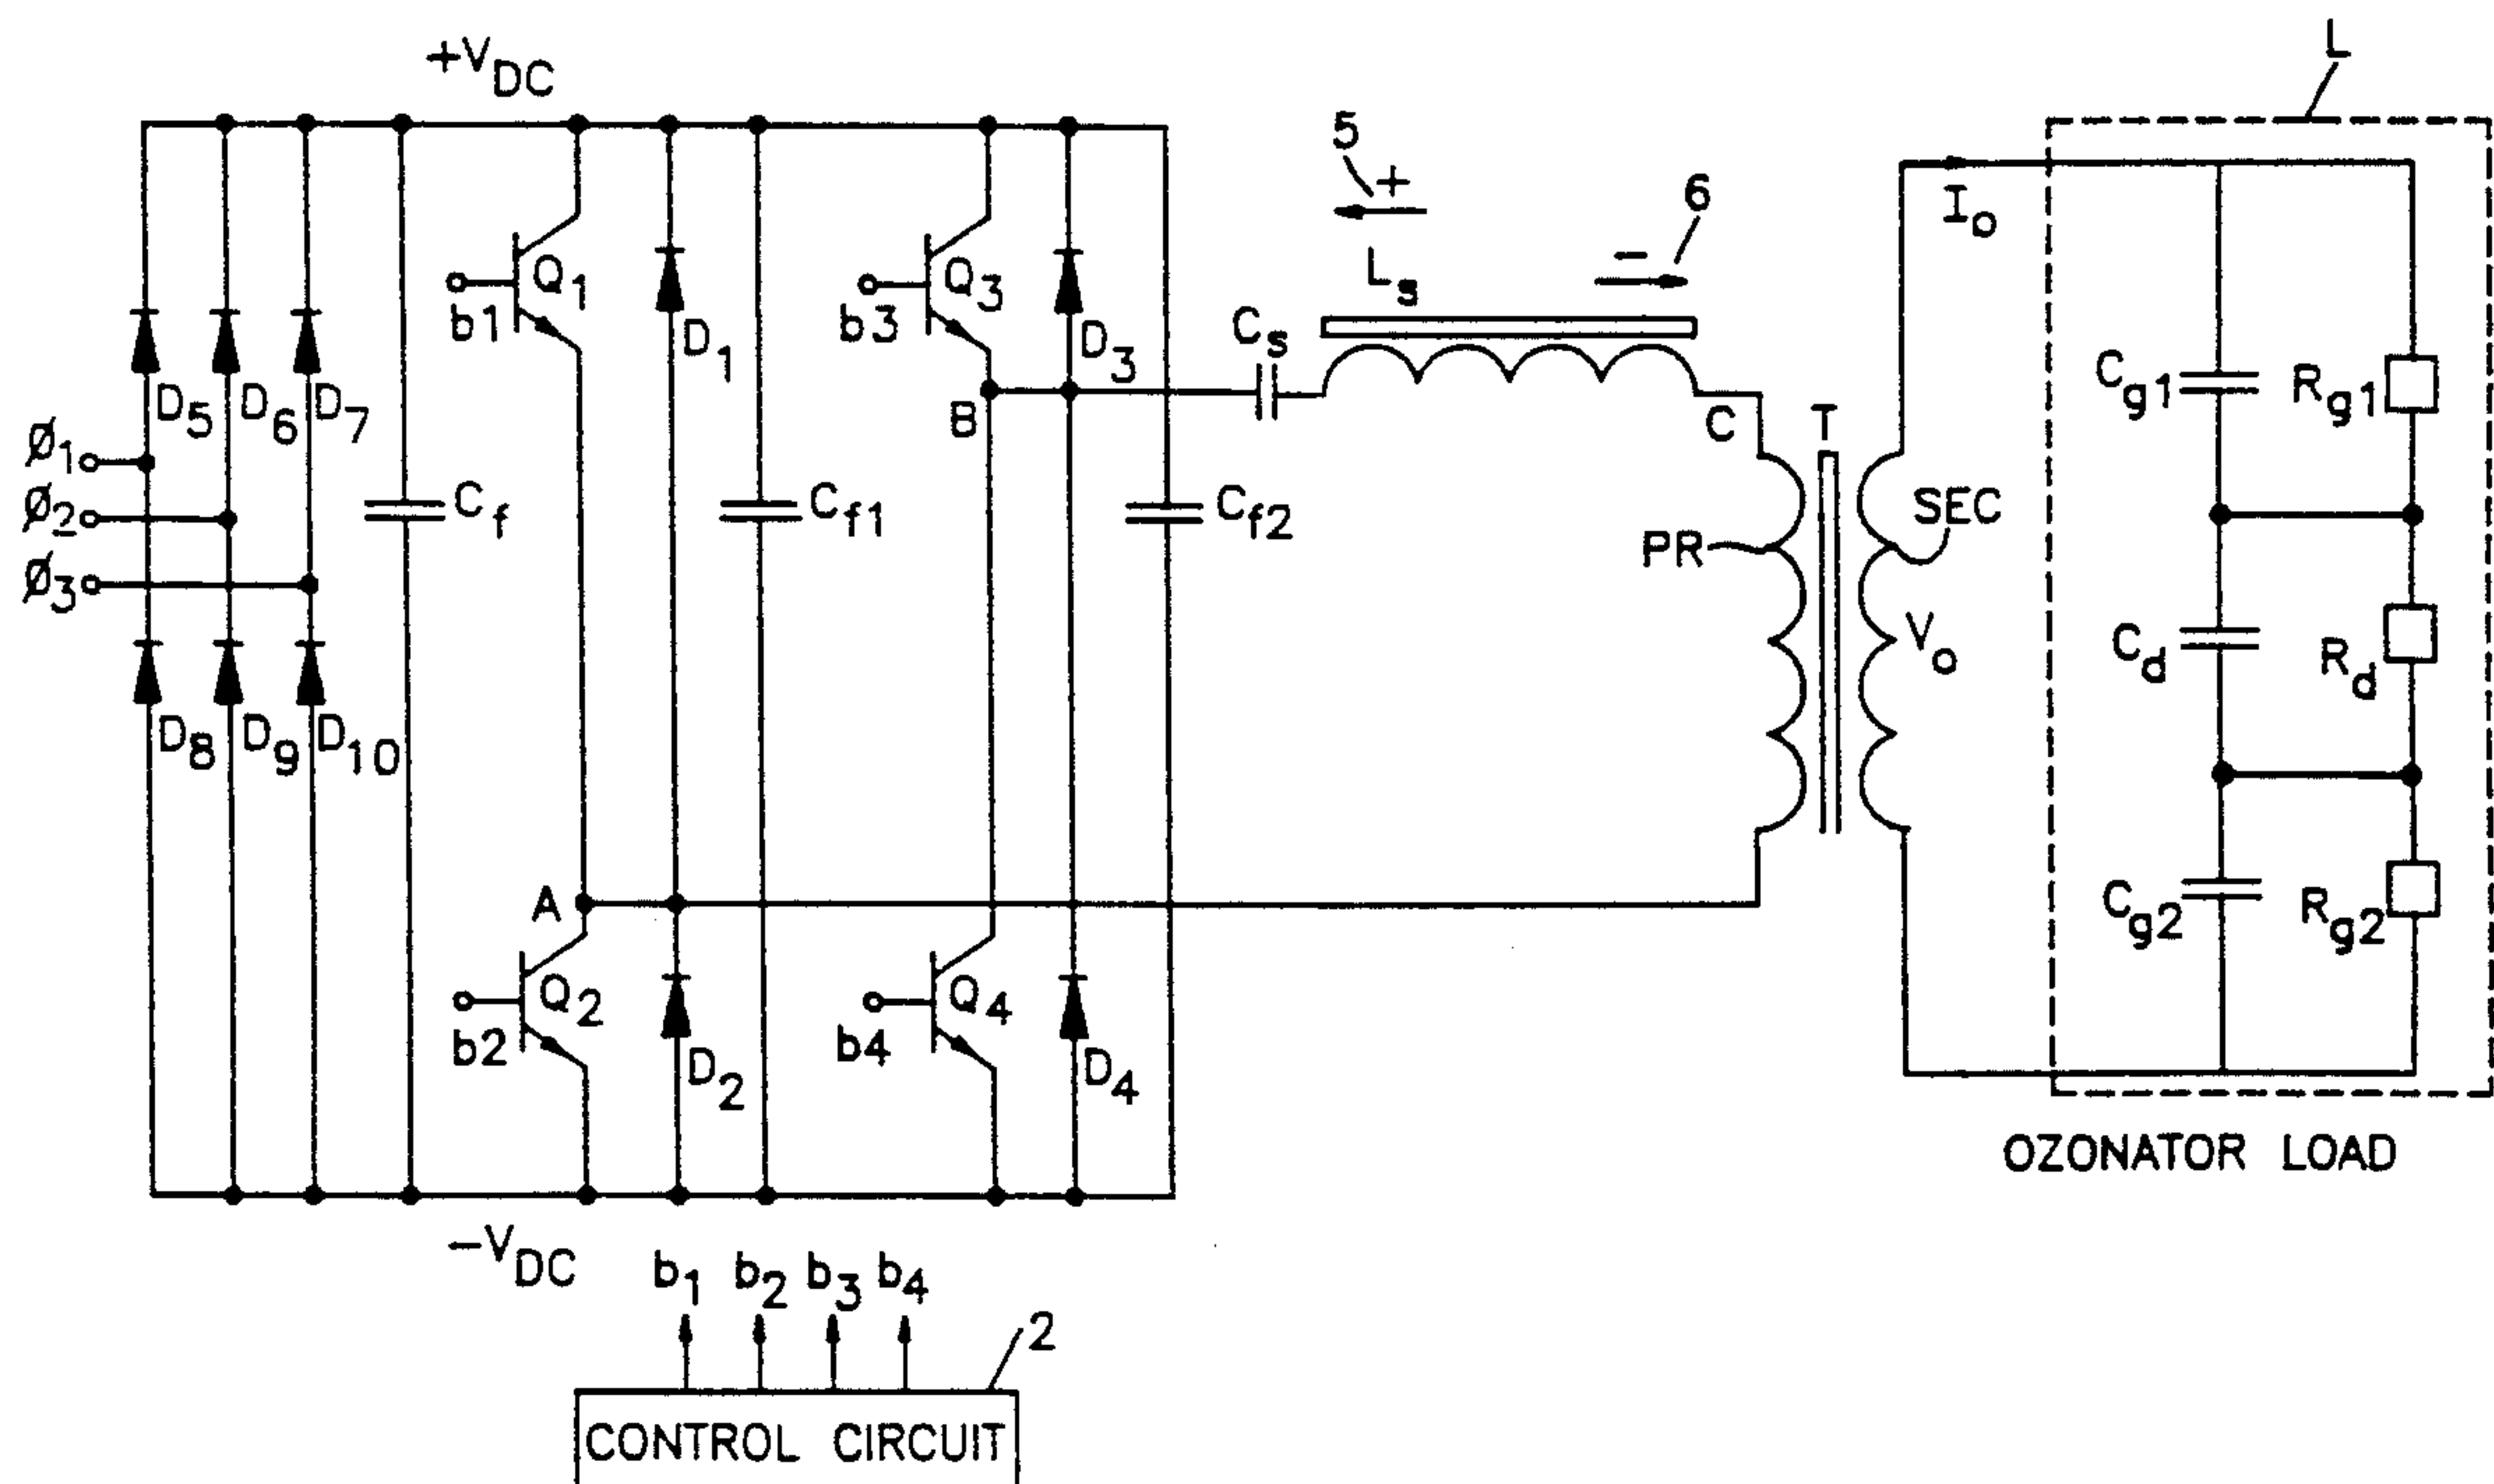 +VDC
L
5
+
6
-
Ls
Io
b1
Q1
D1
b3
Q3
D3
Cs
C
T
Cg1
Rg1
D5
D6
D7
B
ø1
ø2
ø3
Cf
Cf1
Cf2
PR
SEC
Vo
Cd
Rd
D8
D9
D10
A
Cg2
Rg2
b2
Q2
D2
b4
Q4
D4
OZONATOR LOAD
-VDC
b1 b2 b3 b4
2
CONTROL CIRCUIT